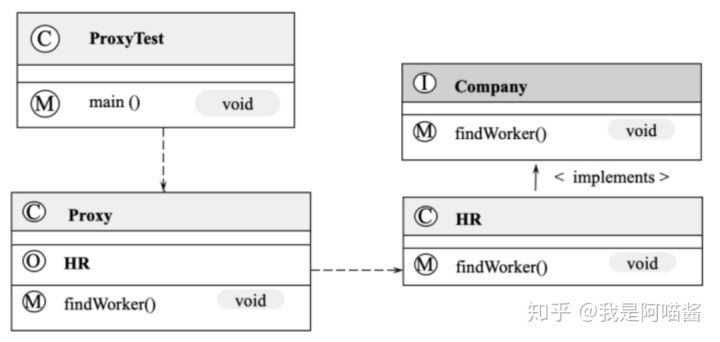 C ProxyTest
M main () void
I Company
M findWorker() void
< implements >
C Proxy
O HR
M findWorker() void
C HR
M findWorker() void
知乎 @我是阿喵酱